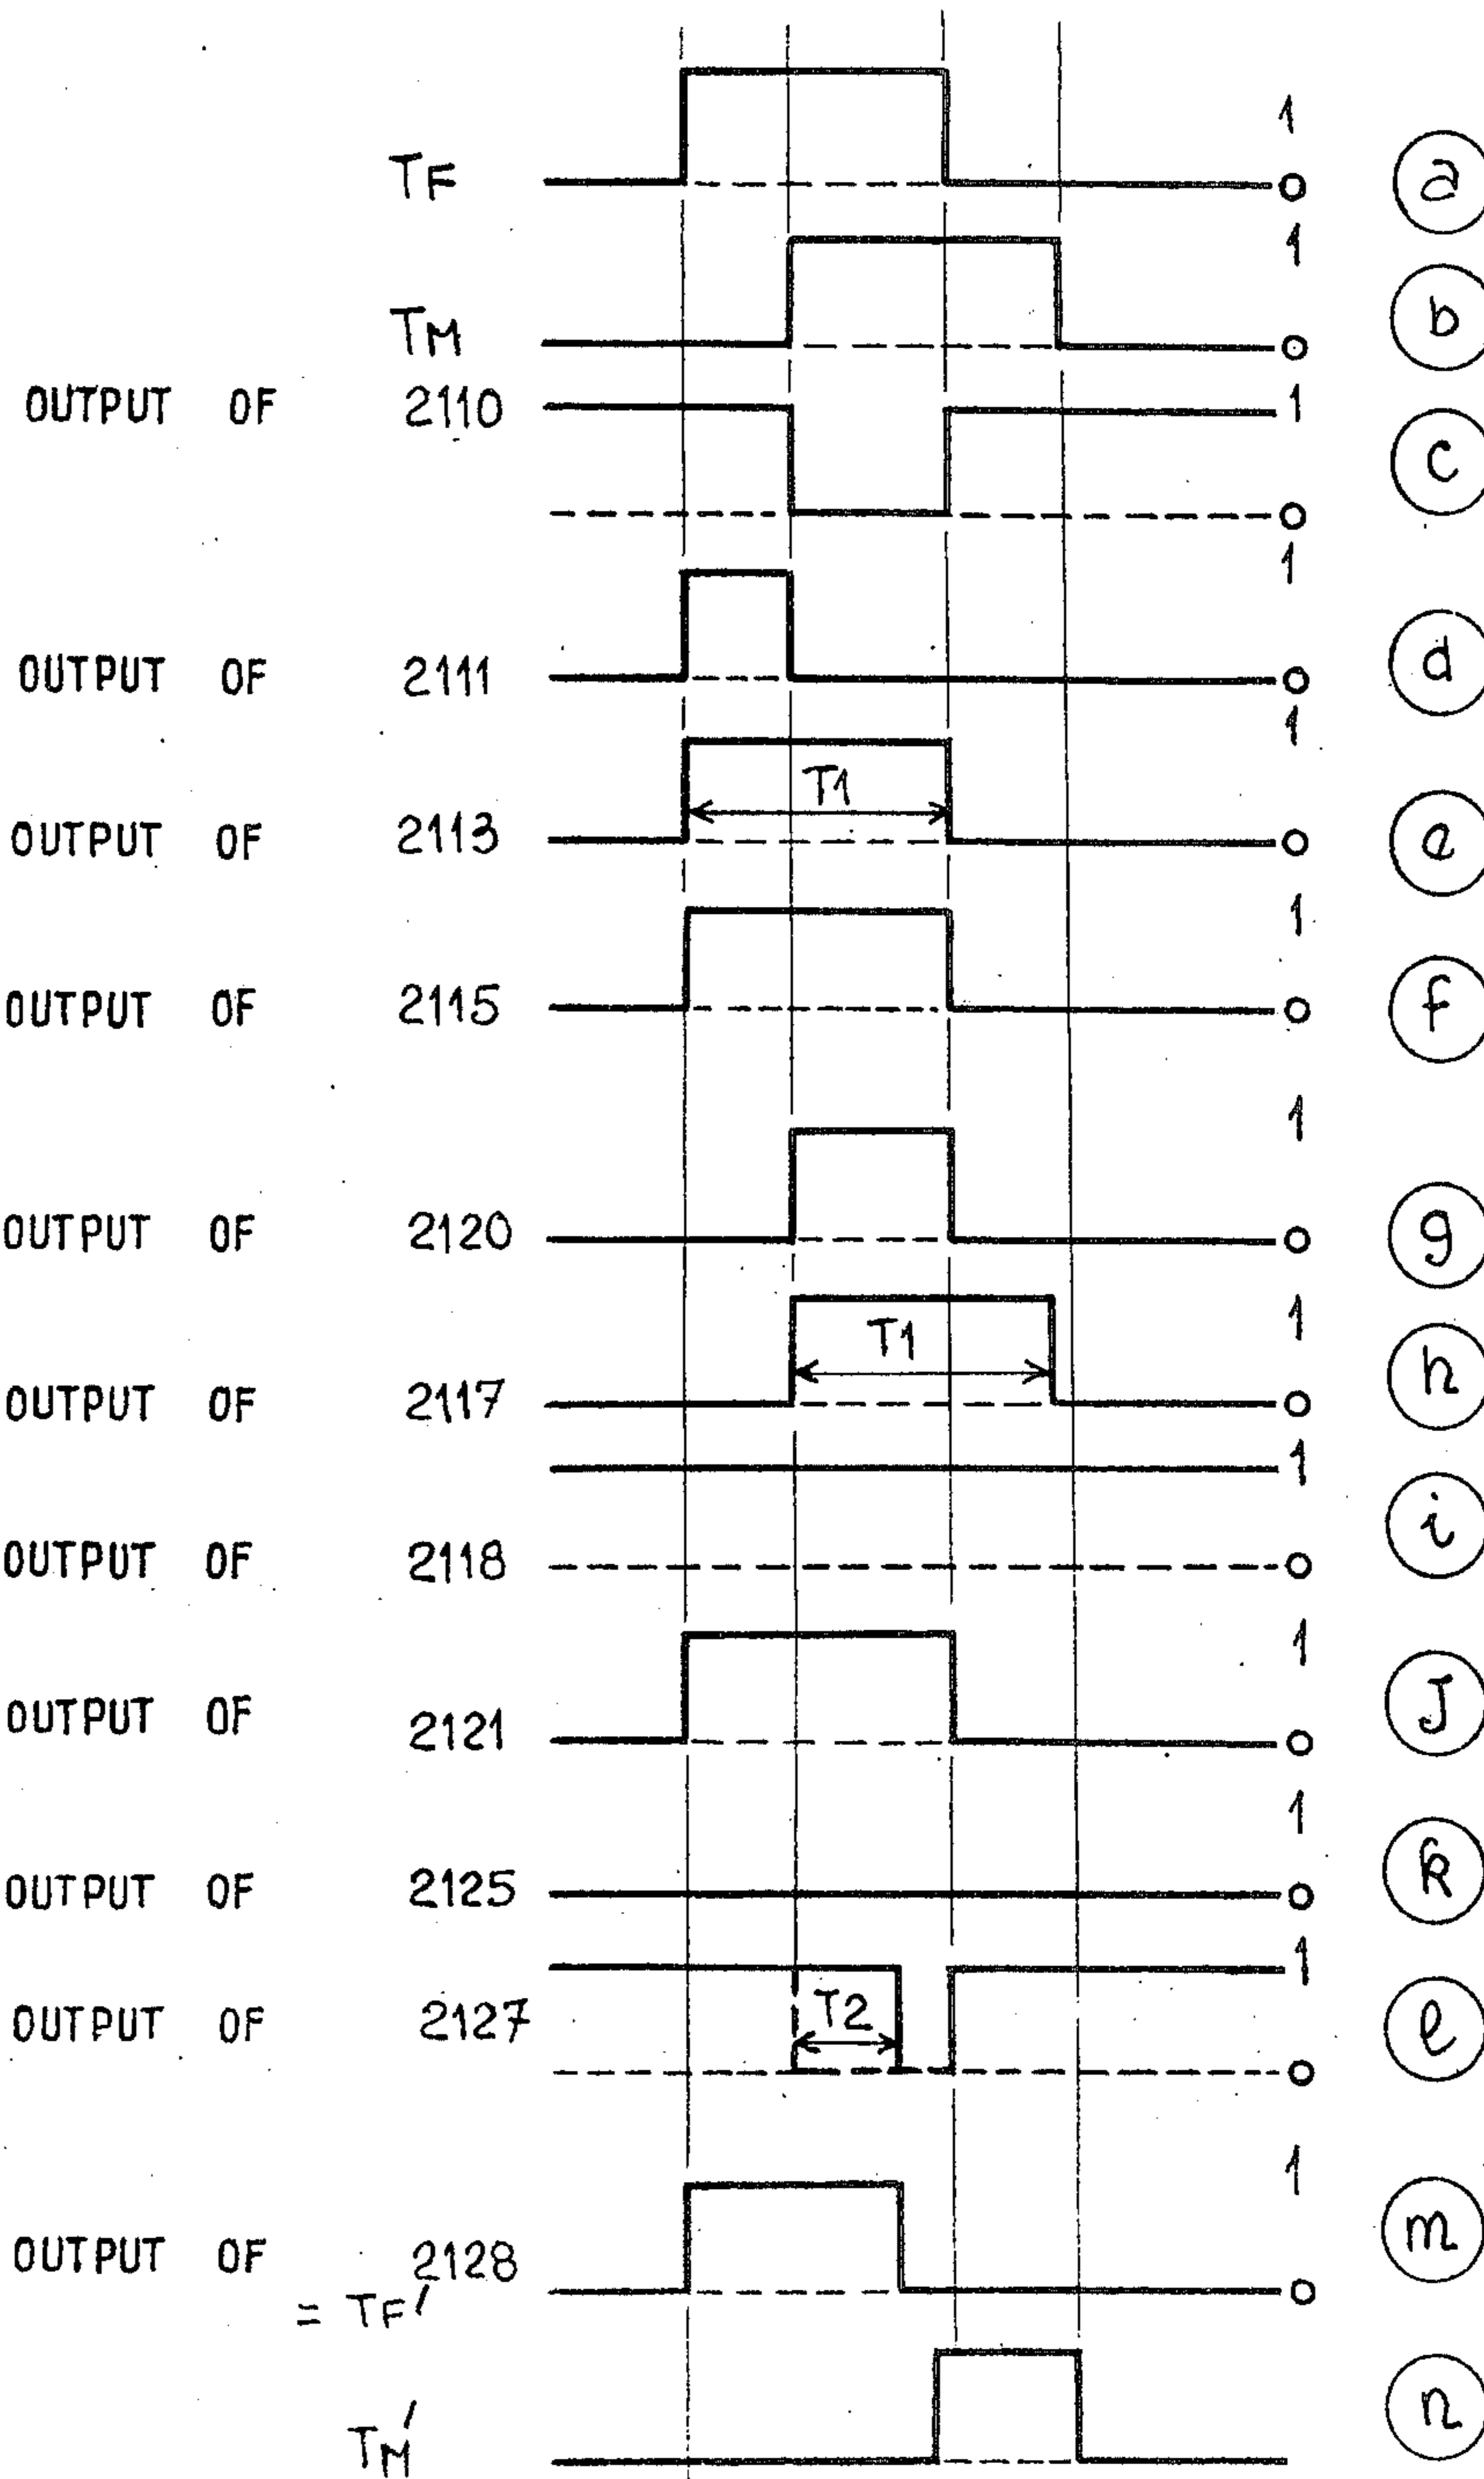 1
TF 0 a
1
TM 0 b
OUTPUT OF 2110 1
0 c
1
OUTPUT OF 2111 0 d
1
T1
OUTPUT OF 2113 0 e
1
OUTPUT OF 2115 0 f
1
OUTPUT OF 2120 0 g
1
T1 h
OUTPUT OF 2117 0
1
i
OUTPUT OF 2118 0
1
OUTPUT OF 2121 0 J
1
OUTPUT OF 2125 0 k
1
OUTPUT OF 2127 T2 l
0
1
OUTPUT OF 2128 m
= TF' 0
TM' n